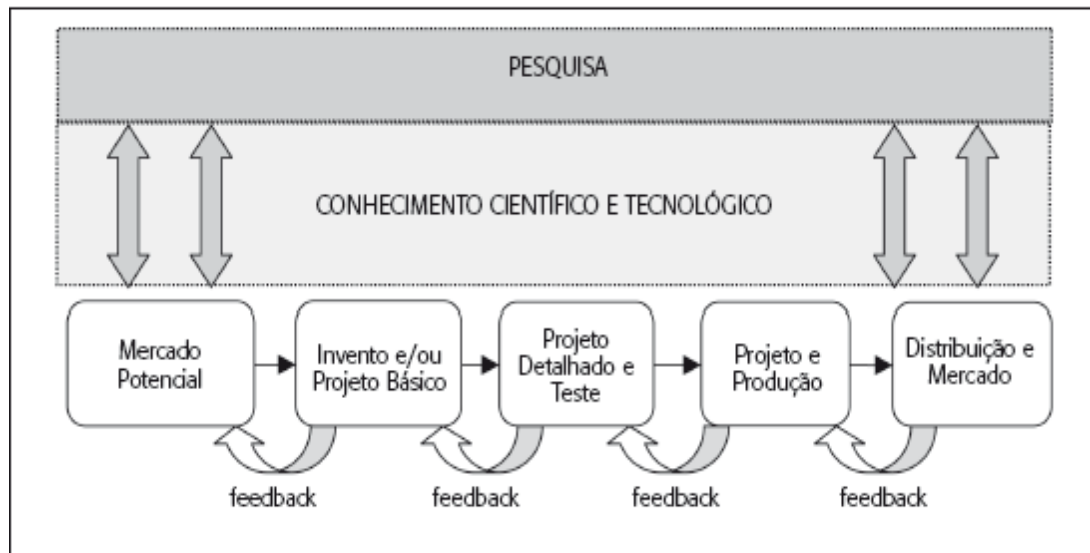 PESQUISA
CONHECIMENTO CIENTÍFICO E TECNOLÓGICO
Mercado
Potencial
Invento e/ou
Projeto Básico
Projeto
Detalhado e
Teste
Projeto e
Produção
Distribuição e
Mercado
feedback
feedback
feedback
feedback